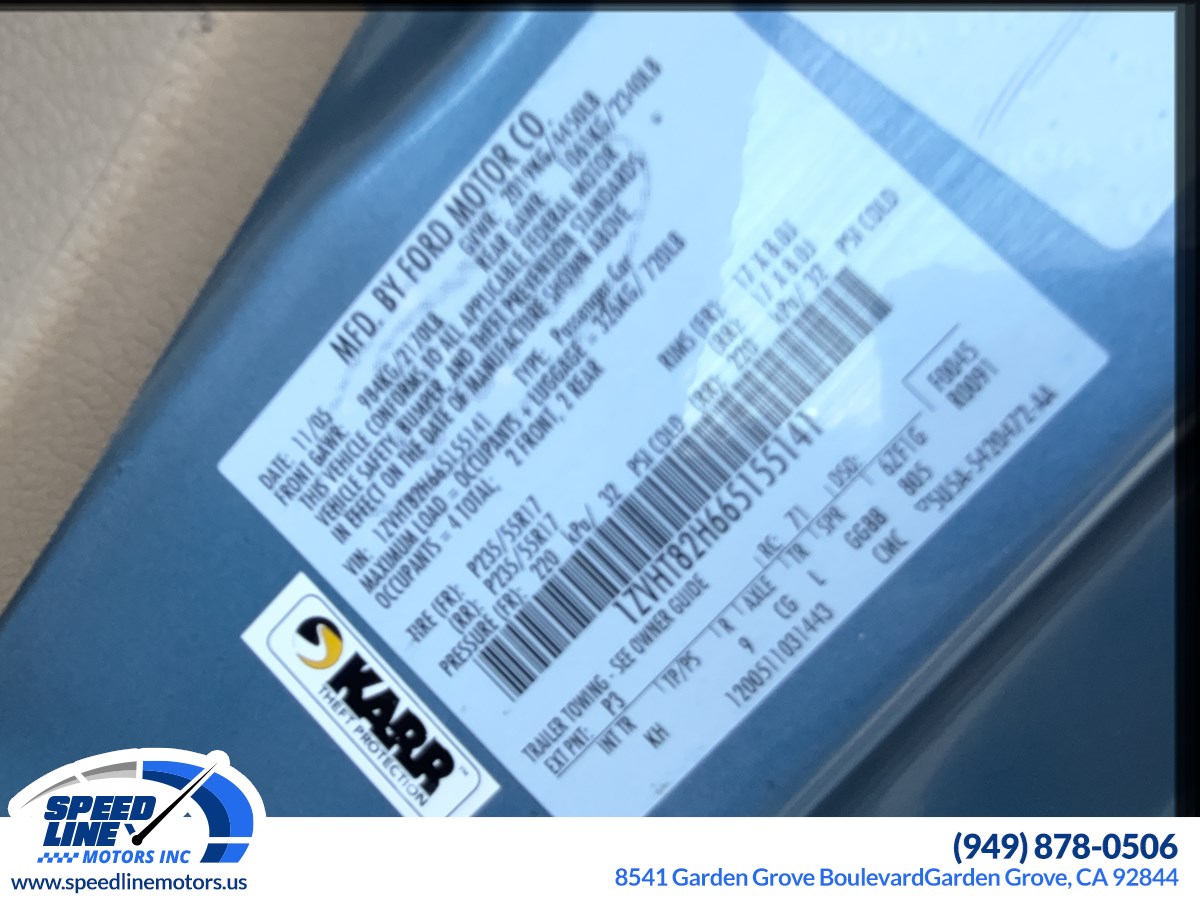 MFD. BY FORD MOTOR CO.
DATE: 11/05 GVWR: 2019KG/4450LB
FRONT GAWR: 984KG/2170LB REAR GAWR: 1061KG/2340LB
THIS VEHICLE CONFORMS TO ALL APPLICABLE FEDERAL MOTOR
VEHICLE SAFETY, BUMPER, AND THEFT PREVENTION STANDARDS
IN EFFECT ON THE DATE OF MANUFACTURE SHOWN ABOVE
VIN: 1ZVHT82H665155141 TYPE: Passenger Car
MAXIMUM LOAD = OCCUPANTS + LUGGAGE = 326KG/720LB
OCCUPANTS = 4 TOTAL; 2 FRONT, 2 REAR
TIRE (FR): P235/55R17 RIMS (FR): 17 X 8.0J
(RR): P235/55R17 (RR): 17 X 8.0J
PRESSURE (FR): 220 kPa/ 32 PSI COLD (RR): 220 kPa/ 32 PSI COLD
1ZVHT82H665155141
TRAILER TOWING - SEE OWNER GUIDE
EXT PNT: P3 RC: 71 DSO: F0045
R0091
INT TR TP/PS R AXLE TR SPR 6ZF1G
KH 9 CG L GGBB B05
1200511031443 CMC
5U5A-5420472-AA
KARR
THEFT PROTECTION
SPEED
LINE
MOTORS INC
www.speedlinemotors.us
(949) 878-0506
8541 Garden Grove BoulevardGarden Grove, CA 92844